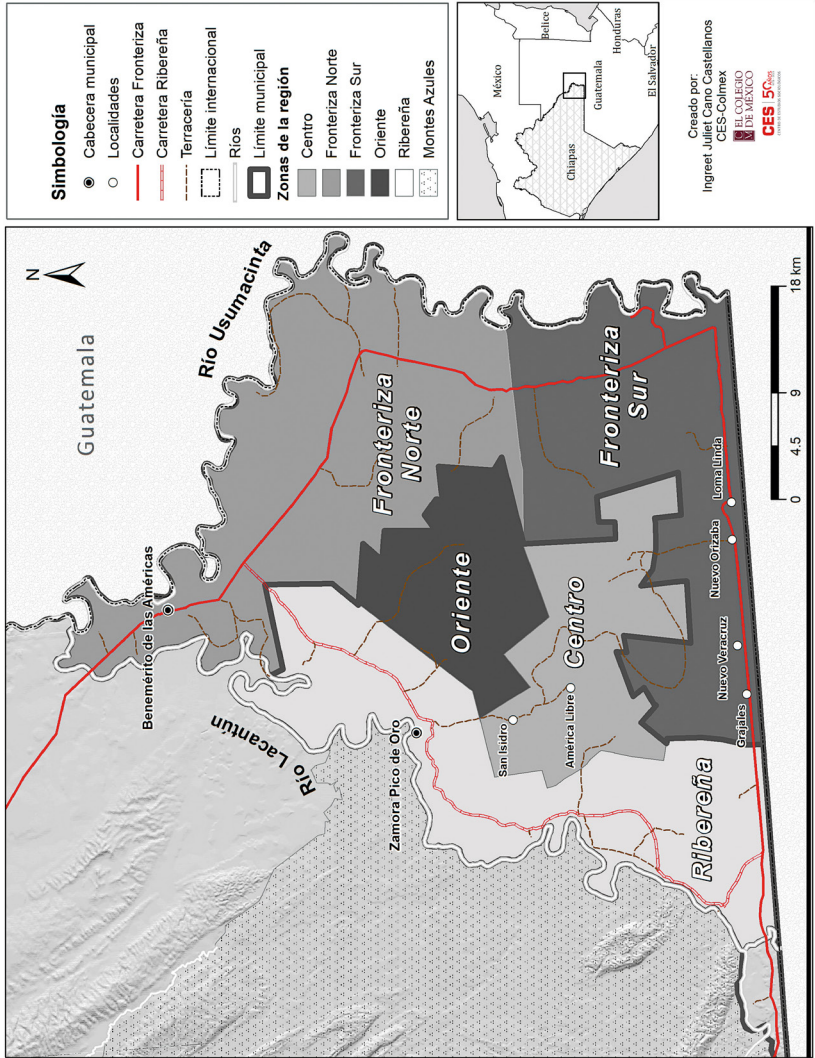 Guatemala
N
Río Usumacinta
Benemérito de las Américas
Río Lacantún
Zamora Pico de Oro
Fronteriza
Norte
Oriente
Centro
San Isidro
América Libre
Fronteriza
Sur
Ribereña
Grajales
Nuevo Veracruz
Nuevo Orizaba
Loma Linda
0 4.5 9 18 km
Simbología
Cabecera municipal
Localidades
Carretera Fronteriza
Carretera Ribereña
Terracería
Límite internacional
Ríos
Límite municipal
Zonas de la región
Centro
Fronteriza Norte
Fronteriza Sur
Oriente
Ribereña
Montes Azules
México
Belice
Chiapas
Guatemala
Honduras
El Salvador
Creado por:
Ingreet Juliet Cano Castellanos
CES-Colmex
EL COLEGIO
DE MÉXICO
CES 50 AÑOS